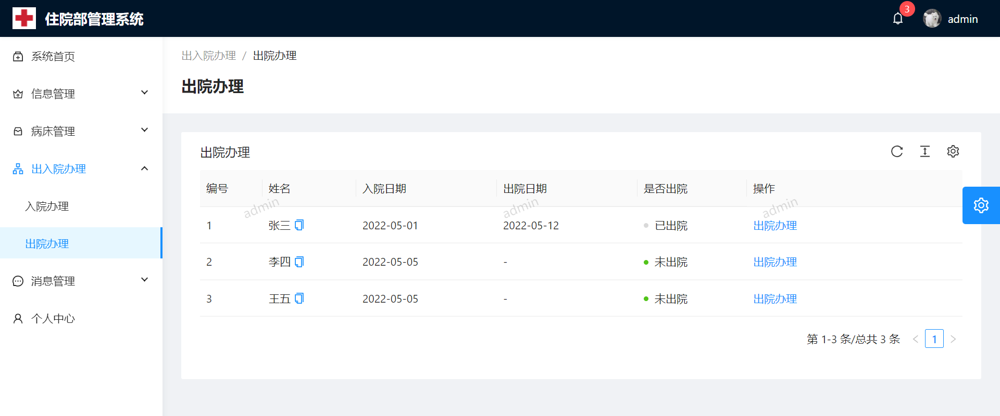 住院部管理系统
3
admin
系统首页
信息管理
病床管理
出入院办理
入院办理
出院办理
消息管理
个人中心
出入院办理 / 出院办理
出院办理
出院办理
编号 姓名 入院日期 出院日期 是否出院 操作
admin admin admin
1 张三 2022-05-01 2022-05-12 已出院 出院办理
2 李四 2022-05-05 - 未出院 出院办理
3 王五 2022-05-05 - 未出院 出院办理
第 1-3 条/总共 3 条 < 1 >